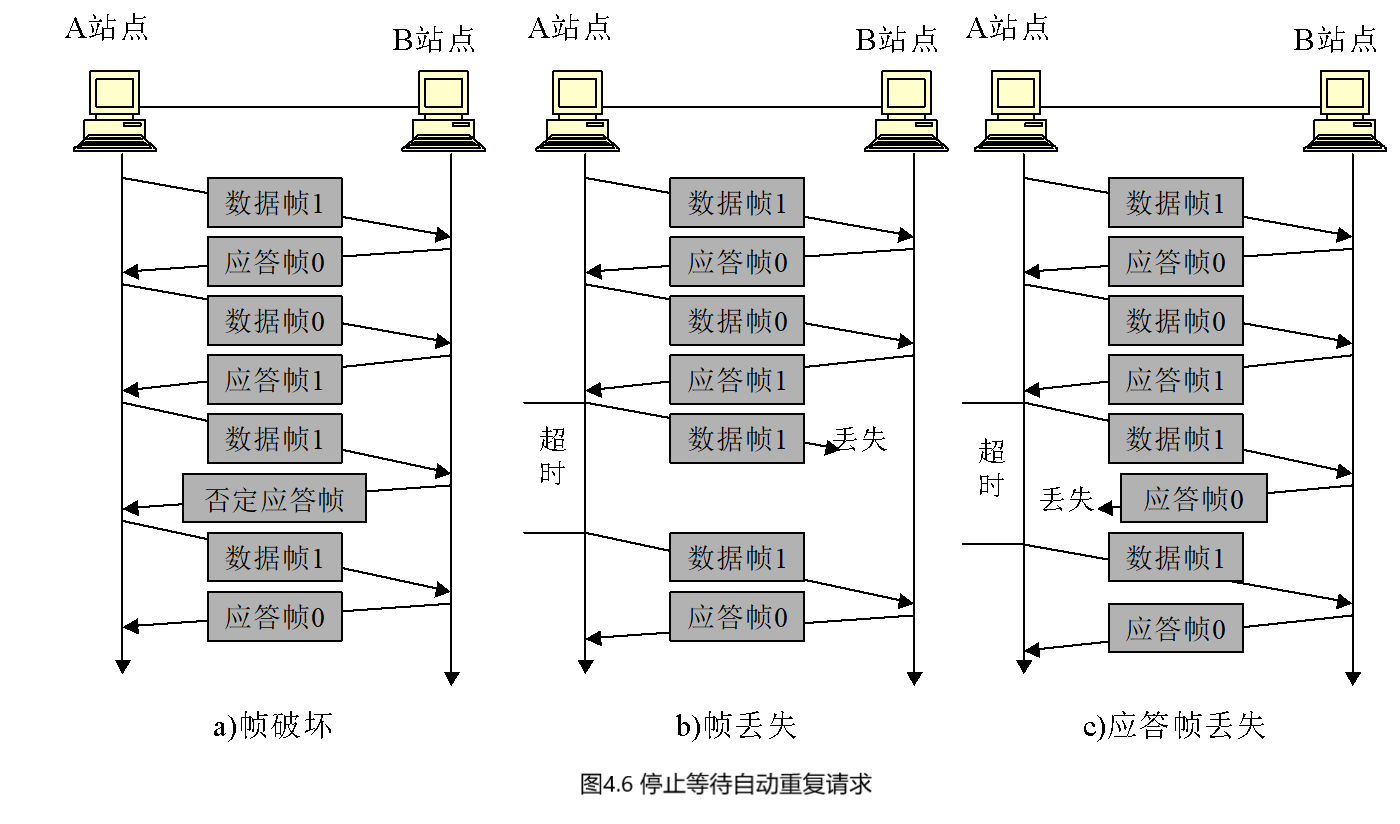 A站点
B站点
数据帧1
应答帧0
数据帧0
应答帧1
数据帧1
否定应答帧
数据帧1
应答帧0
a)帧破坏
A站点
B站点
数据帧1
应答帧0
数据帧0
应答帧1
超
时
数据帧1
丢失
数据帧1
应答帧0
b)帧丢失
A站点
B站点
数据帧1
应答帧0
数据帧0
应答帧1
超
时
数据帧1
丢失
应答帧0
数据帧1
应答帧0
c)应答帧丢失
图4.6 停止等待自动重复请求